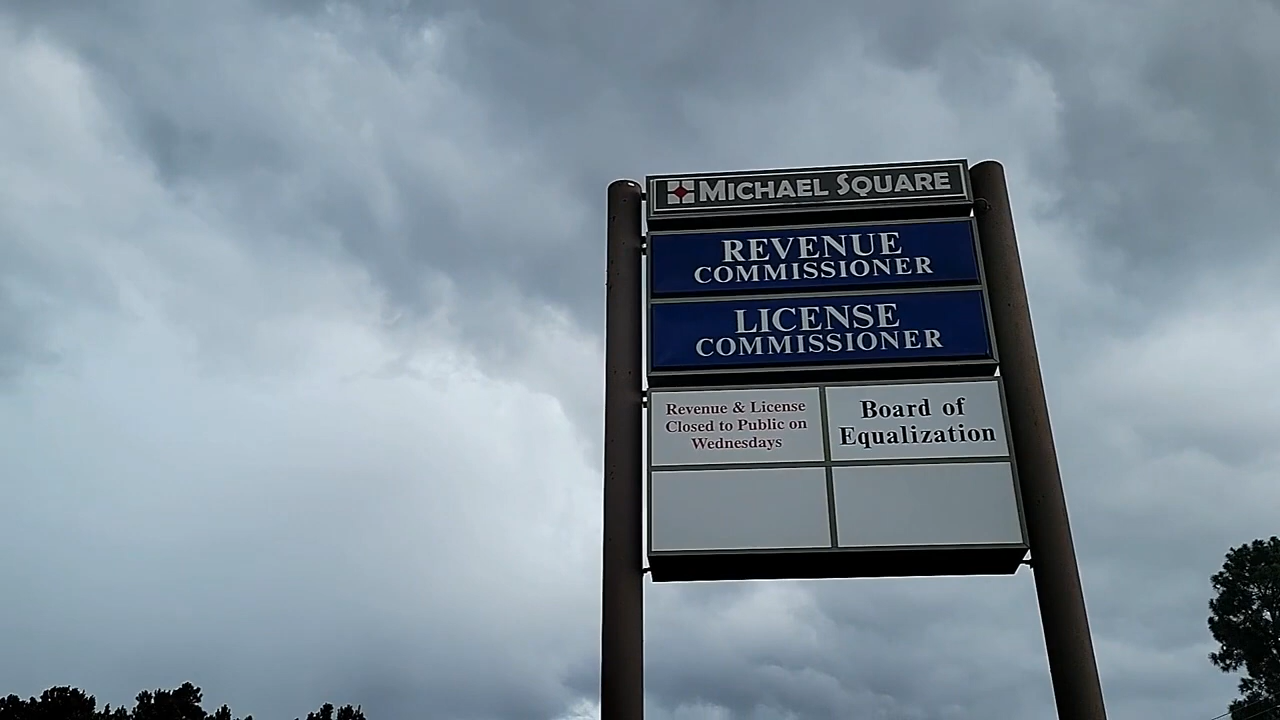 MICHAEL SQUARE
REVENUE
COMMISSIONER
LICENSE
COMMISSIONER
Revenue & License
Closed to Public on
Wednesdays
Board of
Equalization